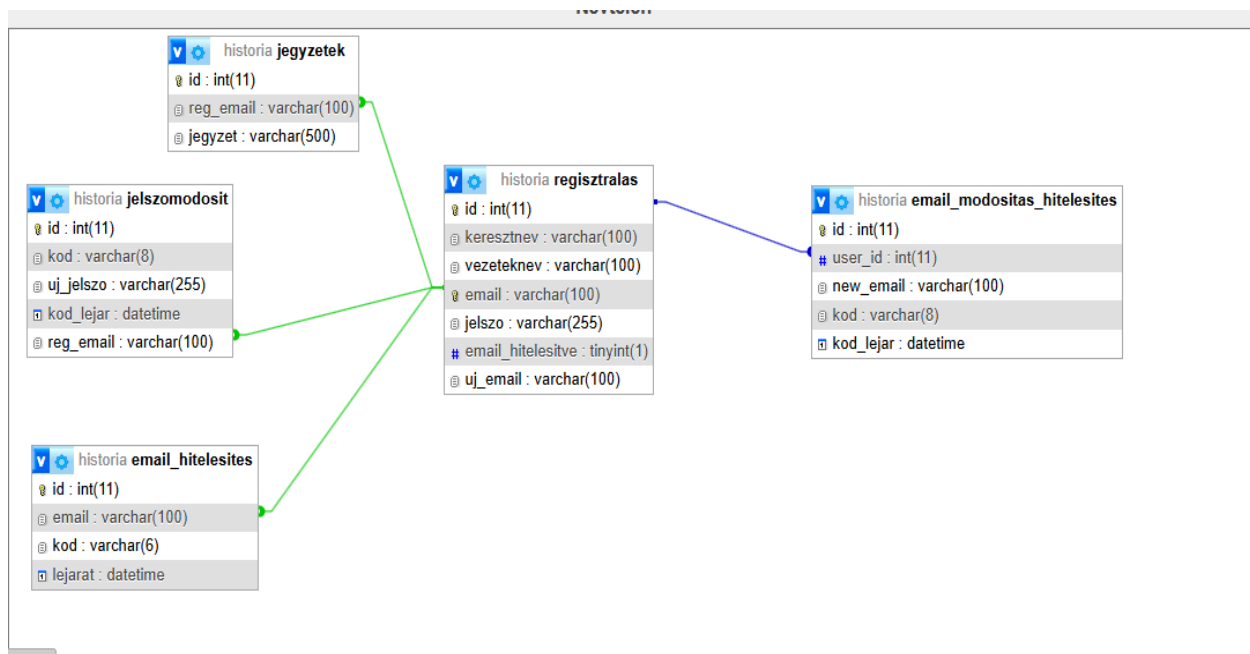 historia jegyzetek
id : int(11)
reg_email : varchar(100)
jegyzet : varchar(500)
historia jelszomodosit
id : int(11)
kod : varchar(8)
uj_jelszo : varchar(255)
kod_lejar : datetime
reg_email : varchar(100)
historia regisztralas
id : int(11)
keresztnev : varchar(100)
vezeteknev : varchar(100)
email : varchar(100)
jelszo : varchar(255)
# email_hitelesitve : tinyint(1)
uj_email : varchar(100)
historia email_modositas_hitelesites
id : int(11)
# user_id : int(11)
new_email : varchar(100)
kod : varchar(8)
kod_lejar : datetime
historia email_hitelesites
id : int(11)
email : varchar(100)
kod : varchar(6)
lejarat : datetime